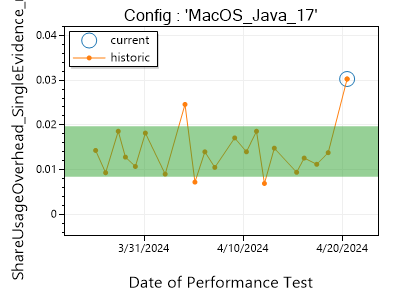 Config : 'MacOS_Java_17'
ShareUsageOverhead_SingleEvidence_
0.04
0.03
0.02
0.01
0
current
historic
3/31/2024
4/10/2024
4/20/2024
Date of Performance Test